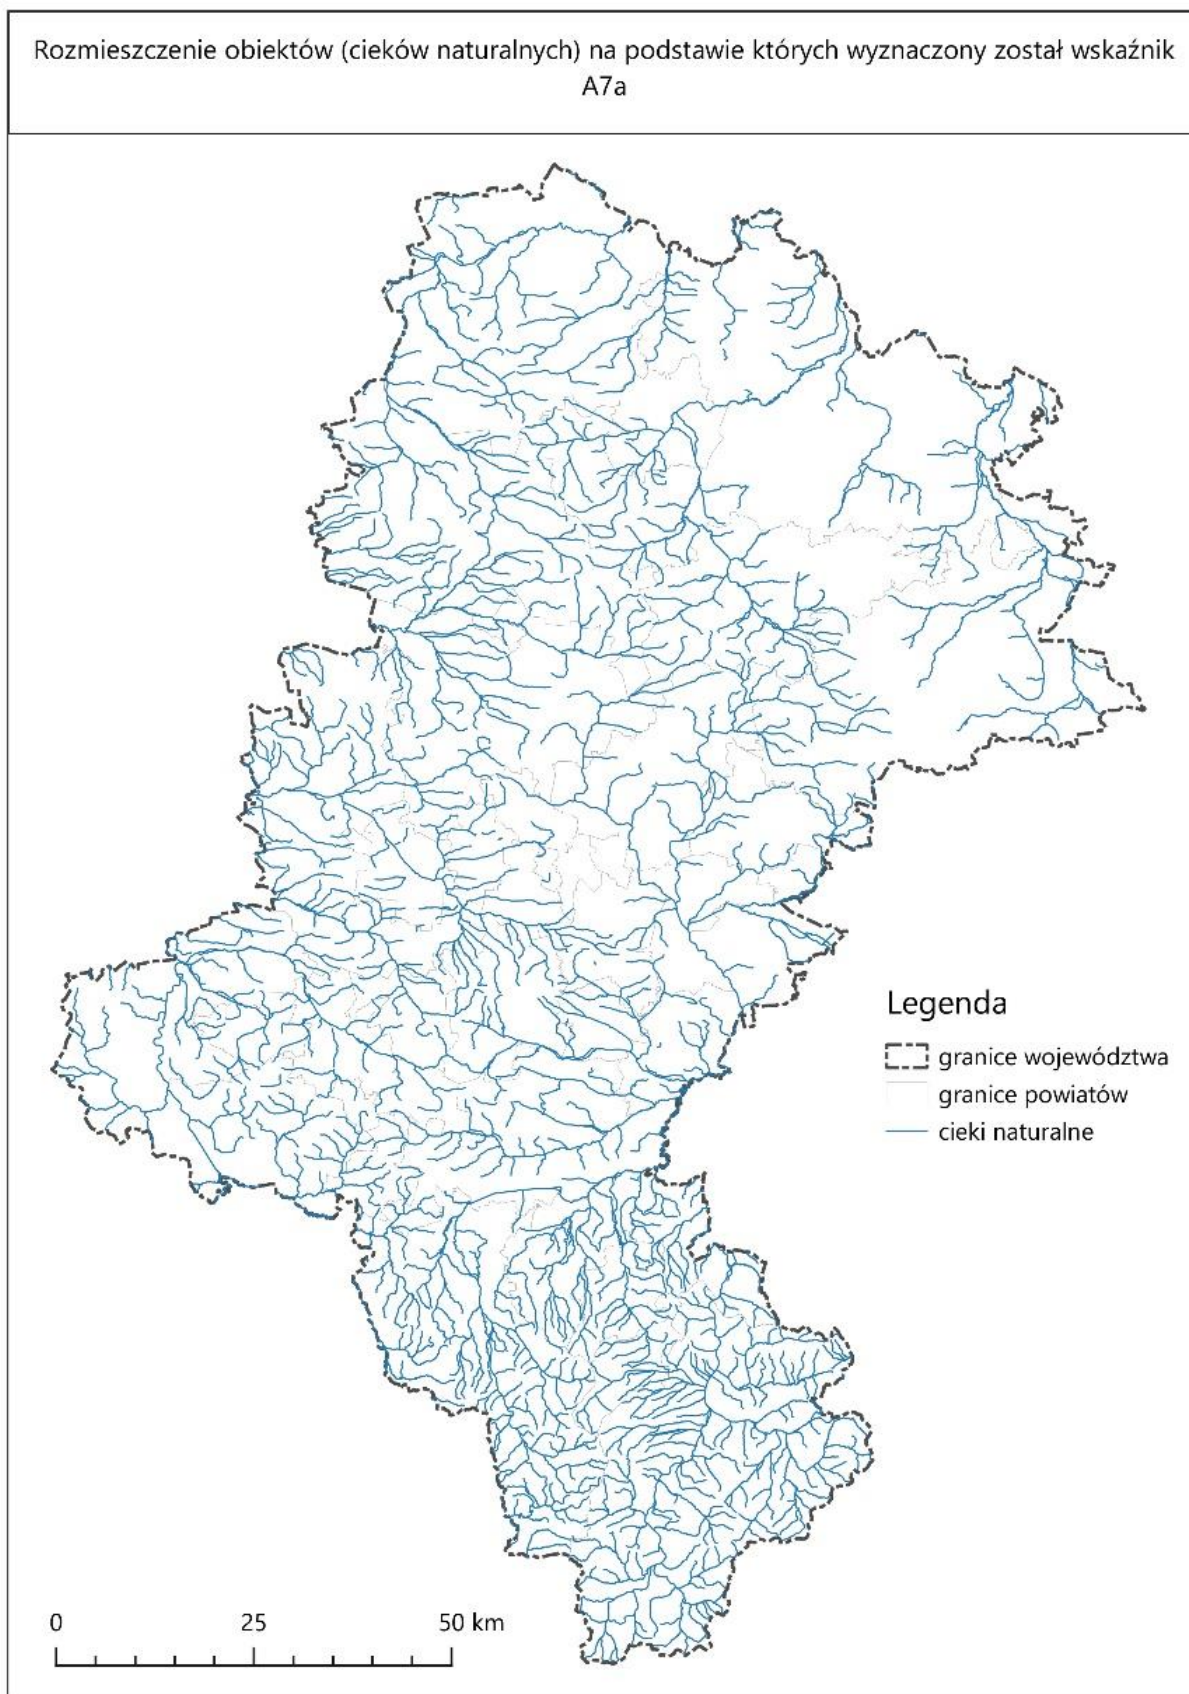 Rozmieszczenie obiektów (cieków naturalnych) na podstawie których wyznaczony został wskaźnik
A7a
Legenda
granice województwa
granice powiatów
cieki naturalne
0 25 50 km